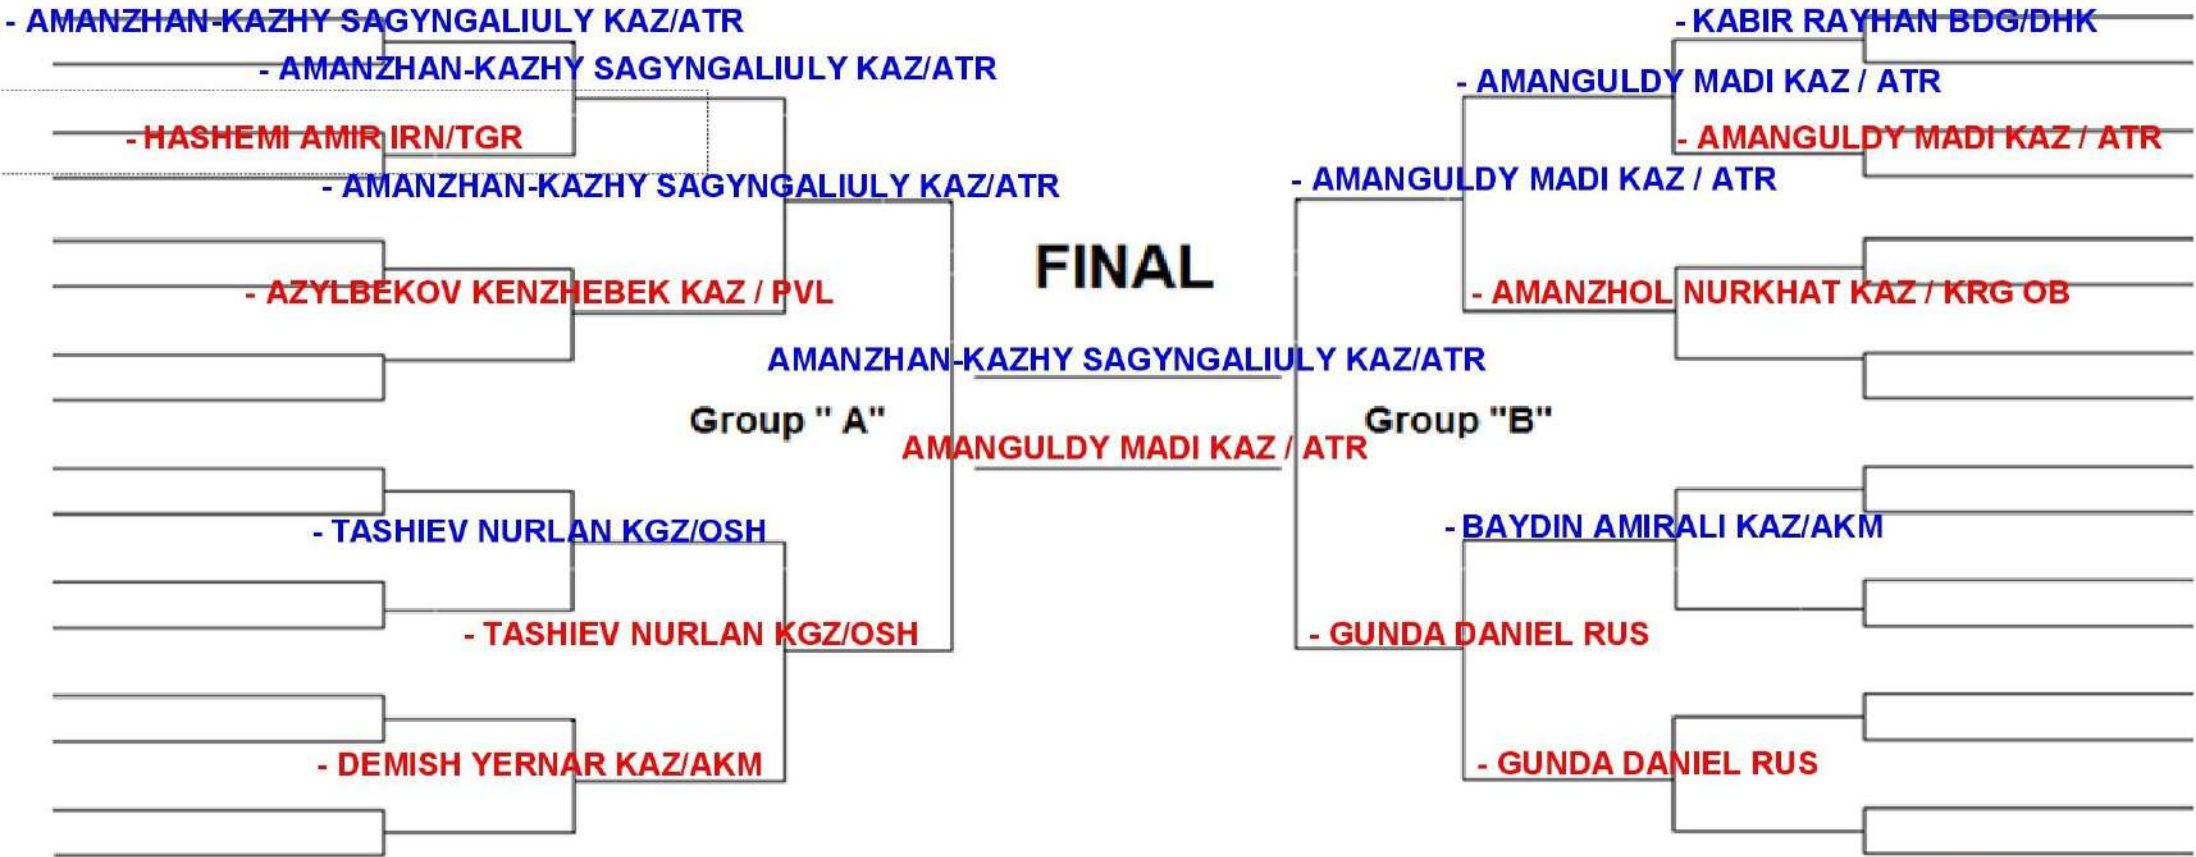 - AMANZHAN-KAZHY SAGYNGALIULY KAZ/ATR
- AMANZHAN-KAZHY SAGYNGALIULY KAZ/ATR
- HASHEMI AMIR IRN/TGR
- AMANZHAN-KAZHY SAGYNGALIULY KAZ/ATR
- AZYLBEKOV KENZHEBEK KAZ / PVL
Group " A"
- TASHIEV NURLAN KGZ/OSH
- TASHIEV NURLAN KGZ/OSH
- DEMISH YERNAR KAZ/AKM
FINAL
AMANZHAN-KAZHY SAGYNGALIULY KAZ/ATR
AMANGULDY MADI KAZ / ATR
- KABIR RAYHAN BDG/DHK
- AMANGULDY MADI KAZ / ATR
- AMANGULDY MADI KAZ / ATR
- AMANGULDY MADI KAZ / ATR
- AMANZHOL NURKHAT KAZ / KRG OB
Group "B"
- BAYDIN AMIRALI KAZ/AKM
- GUNDA DANIEL RUS
- GUNDA DANIEL RUS